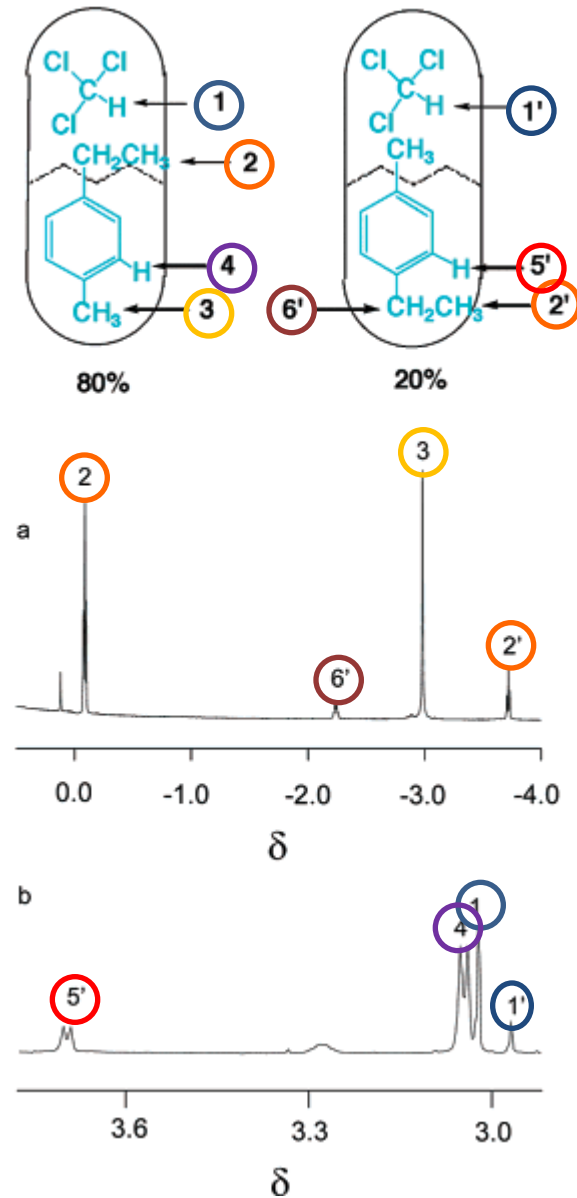 Cl Cl
C
H
Cl
1
CH₂CH₃
2
H
4
CH₃
3
80%
Cl Cl
C
H
Cl
1'
CH₃
H
5'
6'
CH₂CH₃
2'
20%
a
2
6'
3
2'
0.0 -1.0 -2.0 -3.0 -4.0
δ
b
5'
4
1
1'
3.6 3.3 3.0
δ